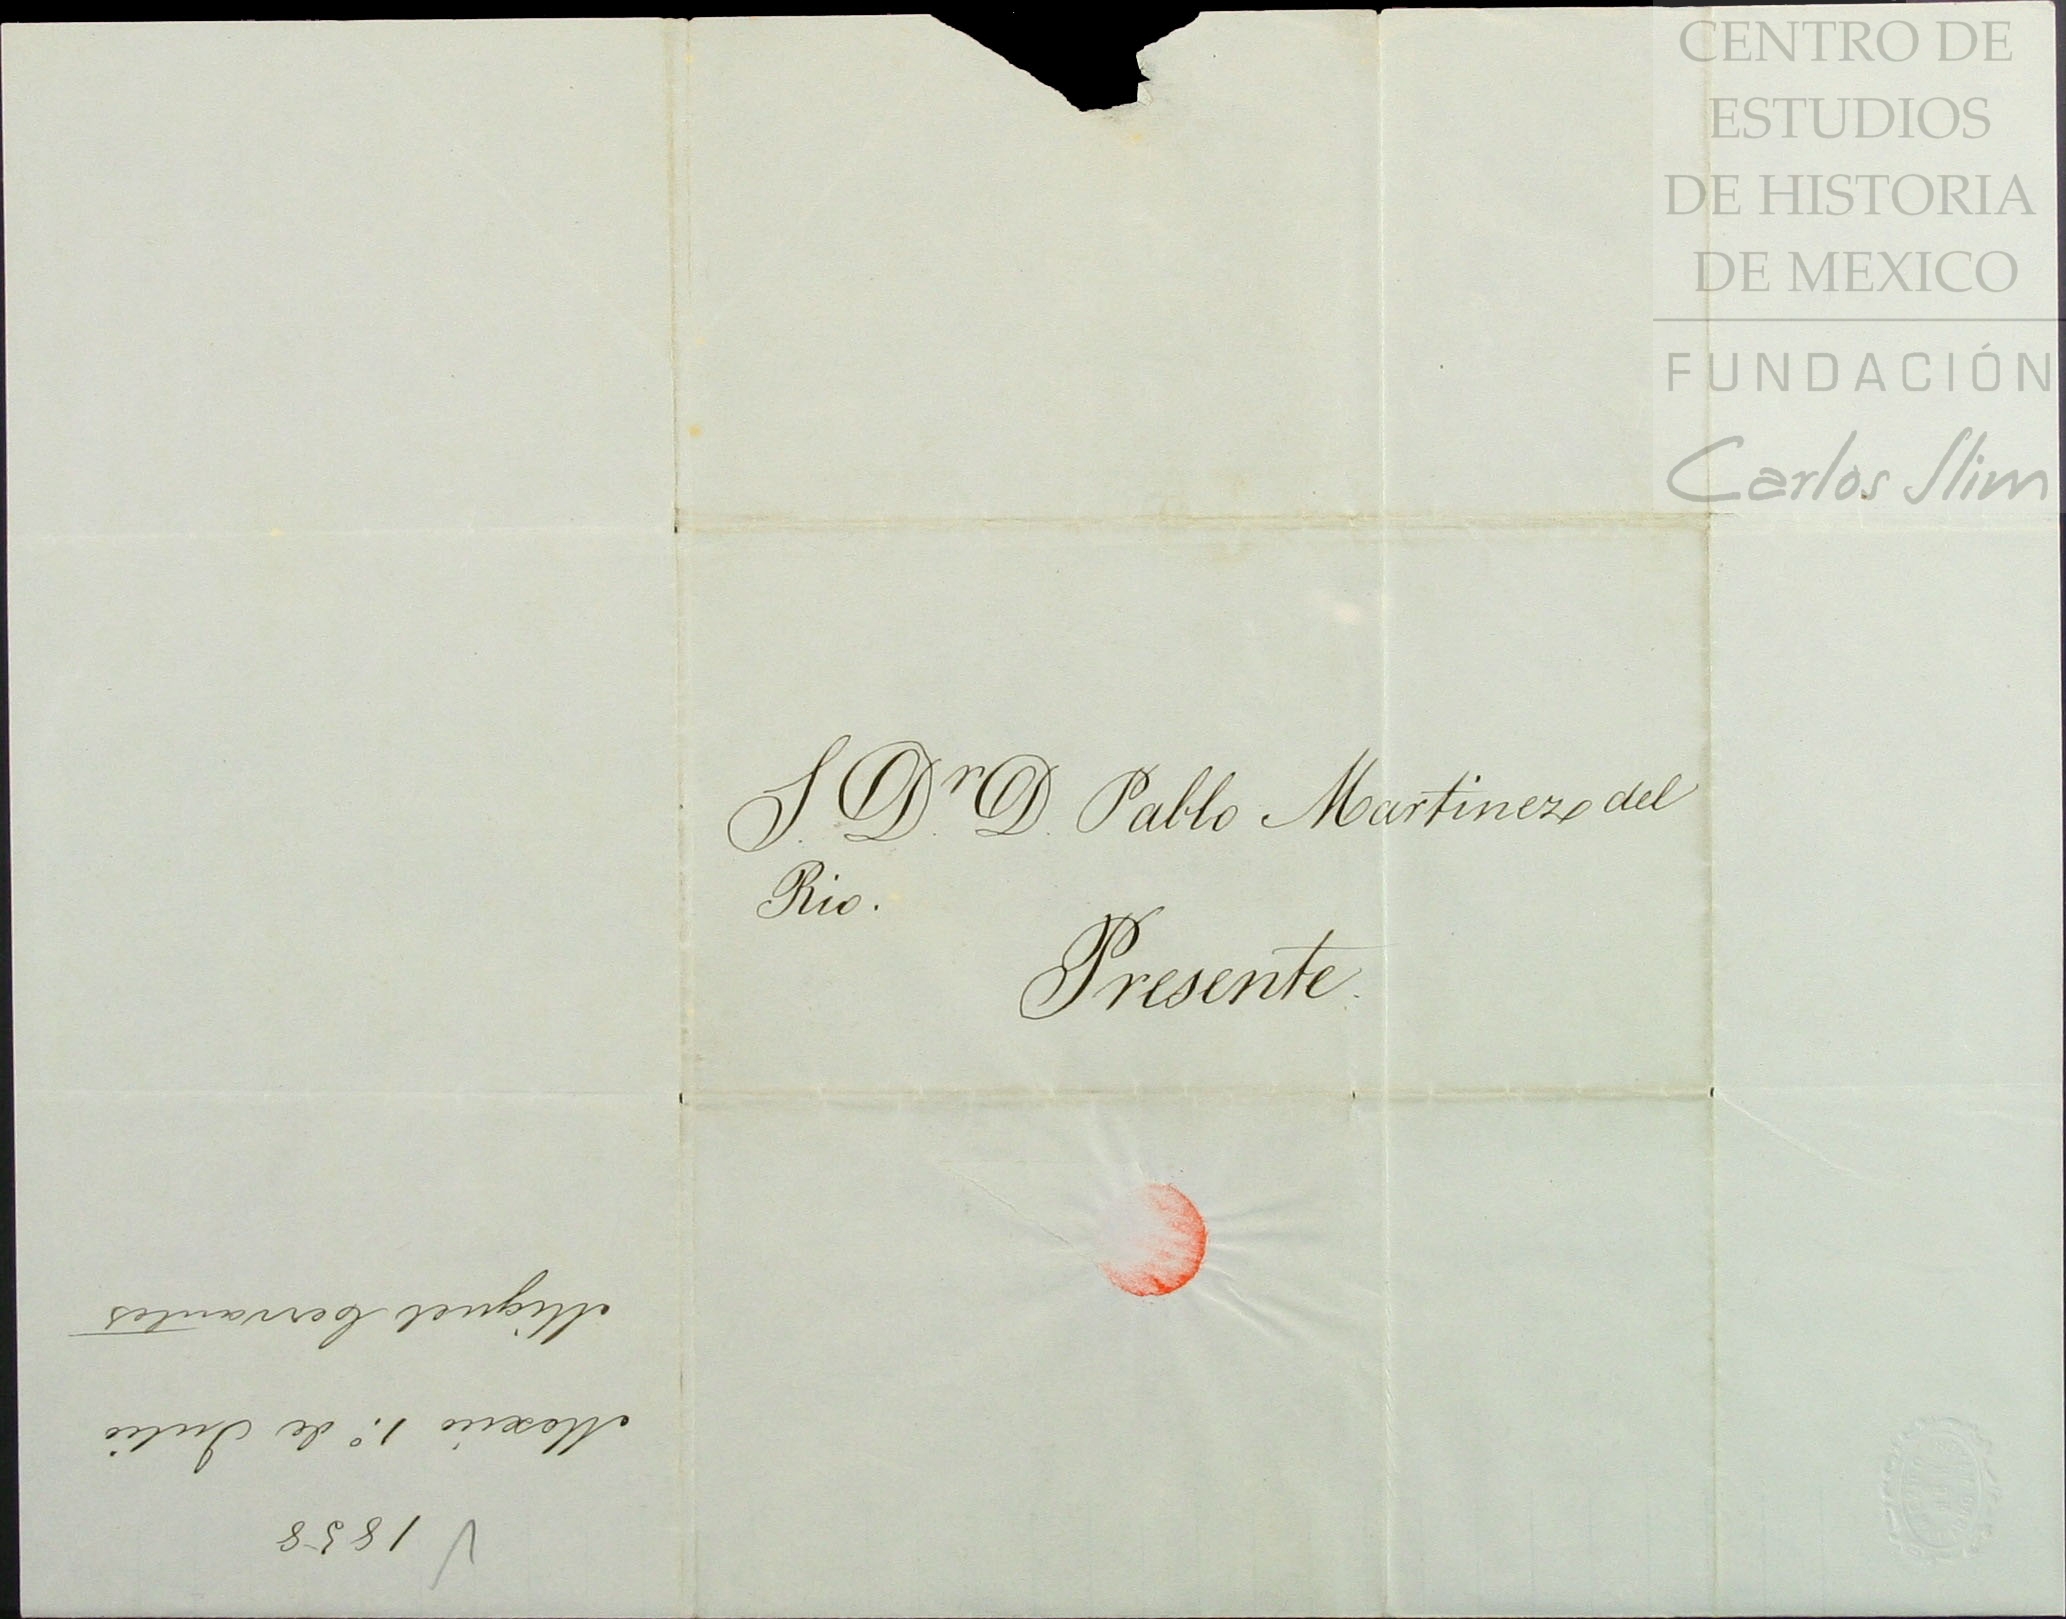 CENTRO DE
ESTUDIOS
DE HISTORIA
DE MEXICO
FUNDACIÓN
Carlos Slim
S. D.r D. Pablo Martinez del
Rio.
Presente.
1858
Mexico 1.º de Julio
Miguel Cervantes